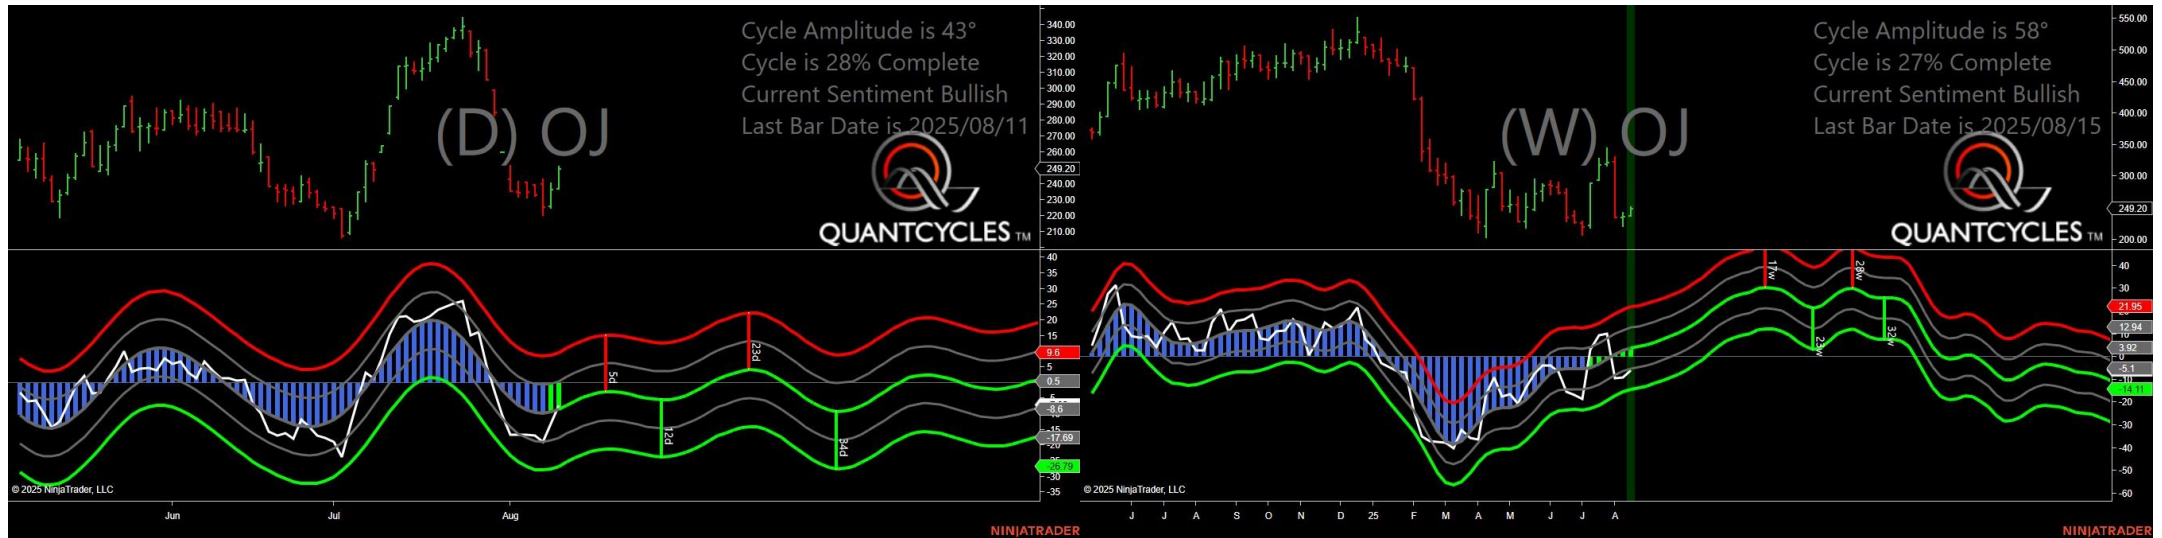 Cycle Amplitude is 43°
Cycle is 28% Complete
Current Sentiment Bullish
Last Bar Date is 2025/08/11
(D) OJ
QUANTCYCLES TM
340.00
330.00
320.00
310.00
300.00
290.00
280.00
270.00
260.00
249.20
240.00
230.00
220.00
210.00
40
35
30
25
20
15
9.6
5
0.5
-8.6
-15
-17.69
-20
-26.79
-30
-35
5d
12d
23d
34d
© 2025 NinjaTrader, LLC
Jun
Jul
Aug
NINJATRADER
Cycle Amplitude is 58°
Cycle is 27% Complete
Current Sentiment Bullish
Last Bar Date is 2025/08/15
(W) OJ
QUANTCYCLES TM
550.00
500.00
450.00
400.00
350.00
300.00
249.20
200.00
40
30
21.95
12.94
3.92
0
-5.1
-10
-14.11
-20
-30
-40
-50
-60
17w
23w
28w
32w
© 2025 NinjaTrader, LLC
J
J
A
S
O
N
D
25
F
M
A
M
J
J
A
NINJATRADER